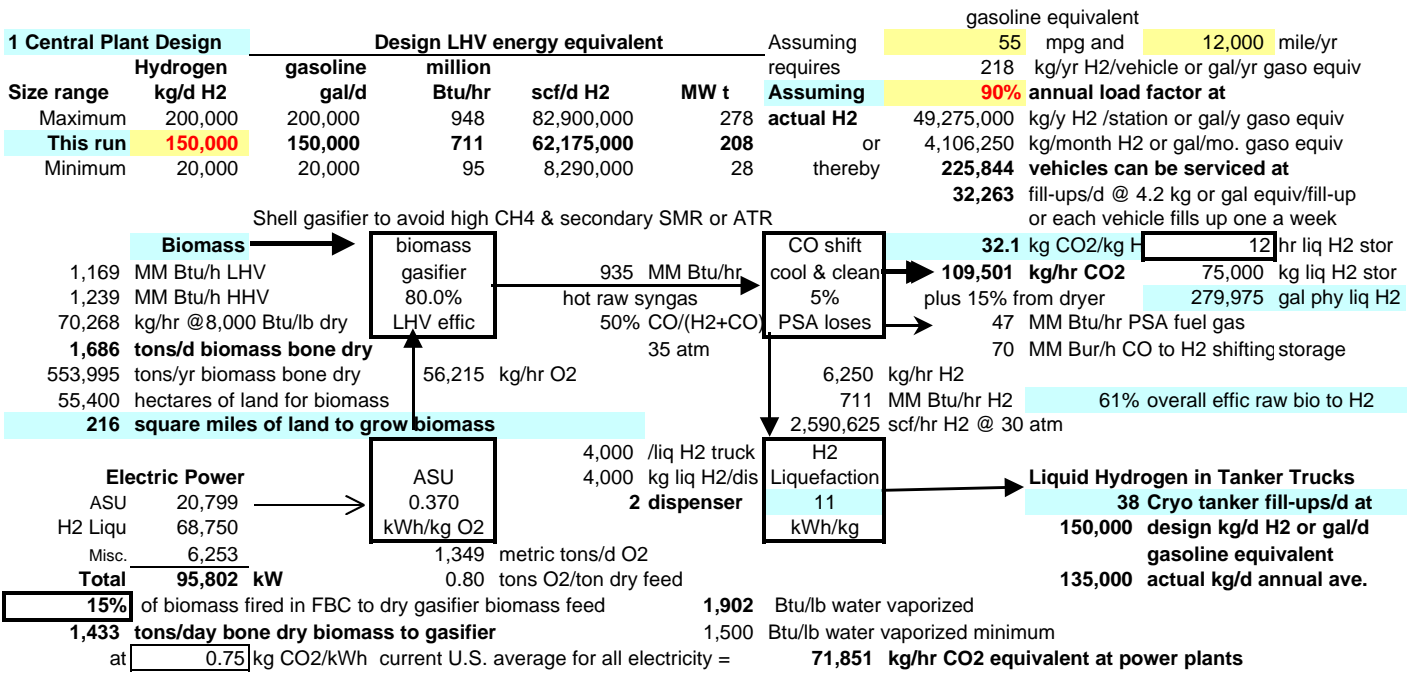 gasoline equivalent
1 Central Plant Design Design LHV energy equivalent Assuming 55 mpg and 12,000 mile/yr
Hydrogen gasoline million requires 218 kg/yr H2/vehicle or gal/yr gaso equiv
Size range kg/d H2 gal/d Btu/hr scf/d H2 MW t Assuming 90% annual load factor at
Maximum 200,000 200,000 948 82,900,000 278 actual H2 49,275,000 kg/y H2 /station or gal/y gaso equiv
This run 150,000 150,000 711 62,175,000 208 or 4,106,250 kg/month H2 or gal/mo. gaso equiv
Minimum 20,000 20,000 95 8,290,000 28 thereby 225,844 vehicles can be serviced at
32,263 fill-ups/d @ 4.2 kg or gal equiv/fill-up
Shell gasifier to avoid high CH4 & secondary SMR or ATR or each vehicle fills up one a week
Biomass biomass CO shift 32.1 kg CO2/kg H 12 hr liq H2 stor
1,169 MM Btu/h LHV gasifier 935 MM Btu/hr cool & clean 109,501 kg/hr CO2 75,000 kg liq H2 stor
1,239 MM Btu/h HHV 80.0% hot raw syngas 5% plus 15% from dryer 279,975 gal phy liq H2
70,268 kg/hr @8,000 Btu/lb dry LHV effic 50% CO/(H2+CO) PSA loses 47 MM Btu/hr PSA fuel gas
1,686 tons/d biomass bone dry 35 atm 70 MM Bur/h CO to H2 shifting storage
553,995 tons/yr biomass bone dry 56,215 kg/hr O2 6,250 kg/hr H2
55,400 hectares of land for biomass 711 MM Btu/hr H2 61% overall effic raw bio to H2
216 square miles of land to grow biomass 2,590,625 scf/hr H2 @ 30 atm
4,000 /liq H2 truck H2
Electric Power ASU 4,000 kg liq H2/dis Liquefaction Liquid Hydrogen in Tanker Trucks
ASU 20,799 0.370 2 dispenser 11 38 Cryo tanker fill-ups/d at
H2 Liqu 68,750 kWh/kg O2 kWh/kg 150,000 design kg/d H2 or gal/d
Misc. 6,253 1,349 metric tons/d O2 gasoline equivalent
Total 95,802 kW 0.80 tons O2/ton dry feed 135,000 actual kg/d annual ave.
15% of biomass fired in FBC to dry gasifier biomass feed 1,902 Btu/lb water vaporized
1,433 tons/day bone dry biomass to gasifier 1,500 Btu/lb water vaporized minimum
at 0.75 kg CO2/kWh current U.S. average for all electricity = 71,851 kg/hr CO2 equivalent at power plants